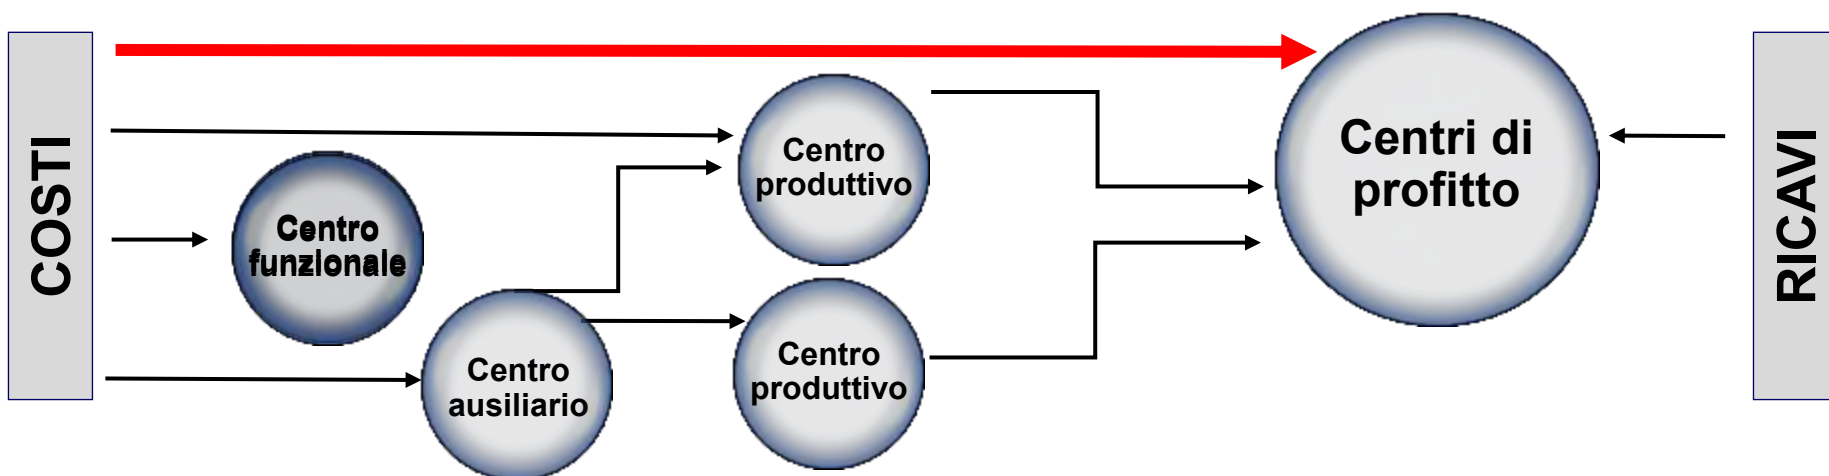 COSTI
Centro
funzionale
Centro
ausiliario
Centro
produttivo
Centro
produttivo
Centri di
profitto
RICAVI